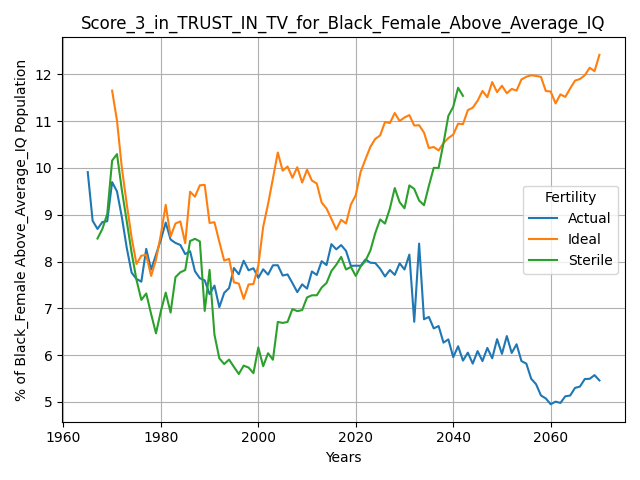 Score_3_in_TRUST_IN_TV_for_Black_Female_Above_Average_IQ
% of Black_Female Above_Average_IQ Population
12
11
10
9
8
7
6
5
Fertility
Actual
Ideal
Sterile
1960 1980 2000 2020 2040 2060
Years